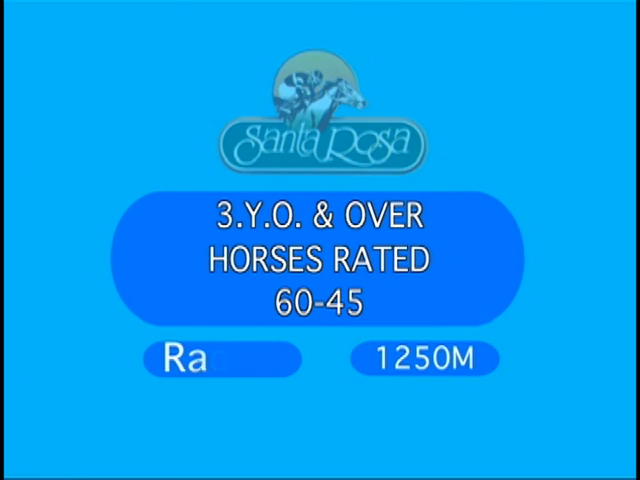 Santa Rosa
3.Y.O. & OVER
HORSES RATED
60-45
Ra
1250M